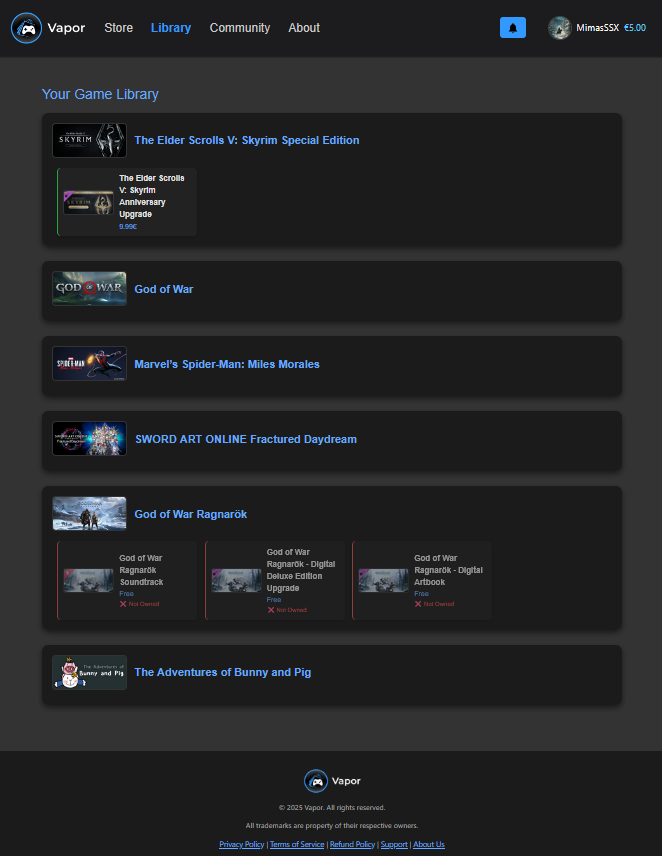 Vapor Store Library Community About MimasSSX €5.00
Your Game Library
SKYRIM
The Elder Scrolls V: Skyrim Special Edition
The Elder Scrolls
V: Skyrim
Anniversary
Upgrade
9.99€
GOD OF WAR
God of War
SPIDER-MAN
Marvel's Spider-Man: Miles Morales
SWORD ART ONLINE Fractured Daydream
God of War Ragnarök
God of War
Ragnarök
Soundtrack
Free
❌ Not Owned
God of War
Ragnarök - Digital
Deluxe Edition
Upgrade
Free
❌ Not Owned
God of War
Ragnarök - Digital
Artbook
Free
❌ Not Owned
The Adventures of
Bunny and Pig
The Adventures of Bunny and Pig
Vapor
© 2025 Vapor. All rights reserved.
All trademarks are property of their respective owners.
Privacy Policy | Terms of Service | Refund Policy | Support | About Us